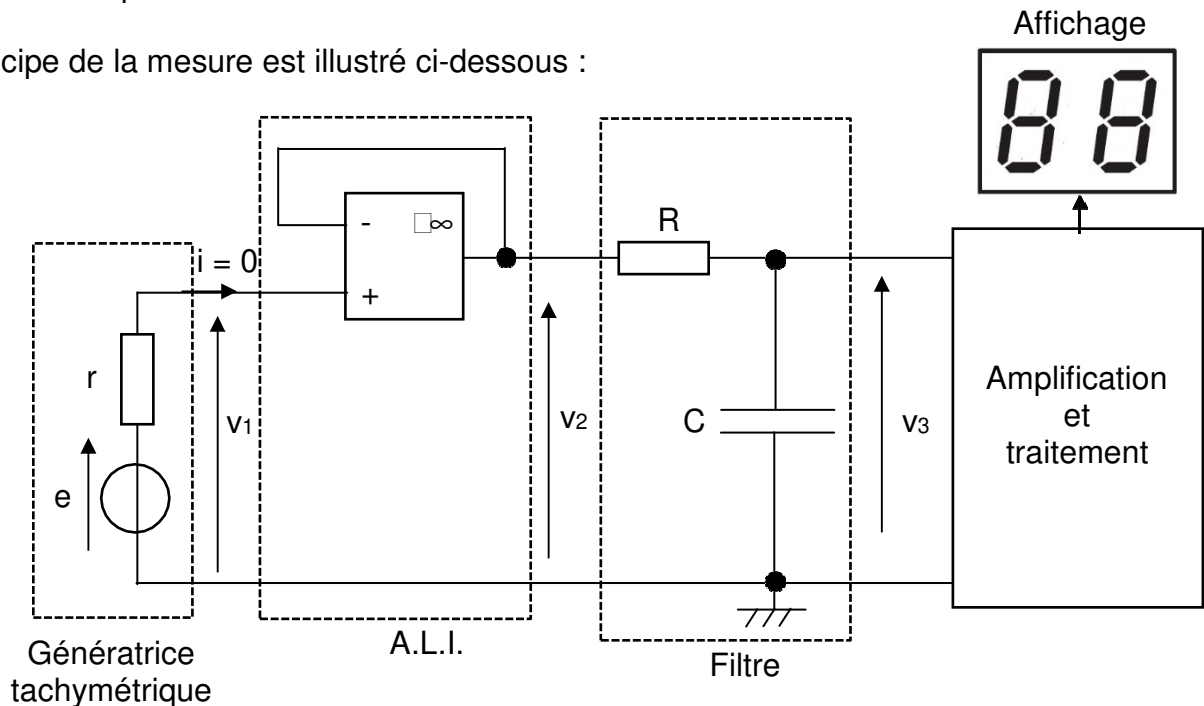 Affichage
cipe de la mesure est illustré ci-dessous :
88
R
- ∞
i = 0
+
r
v1
v2
C
v3
Amplification
et
traitement
e
A.L.I.
Filtre
Génératrice
tachymétrique